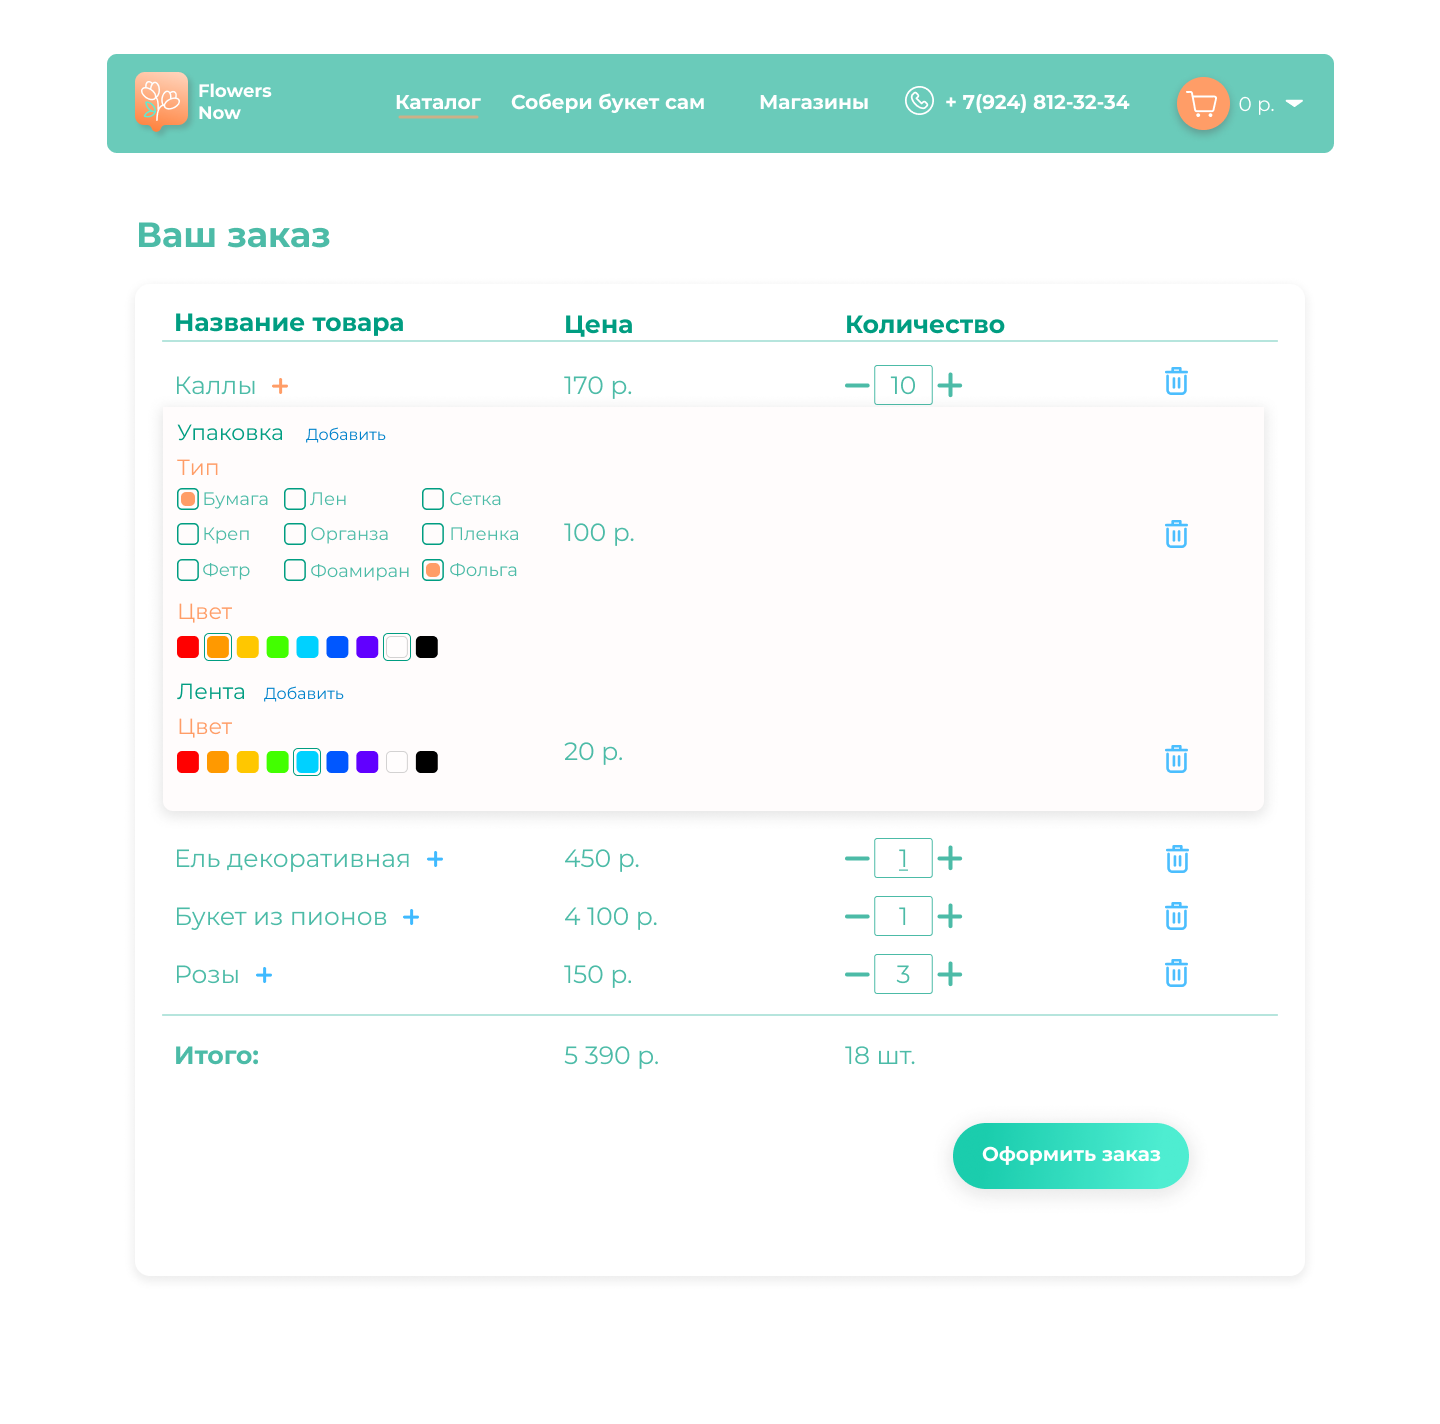 Flowers
Now
Каталог Собери букет сам Магазины + 7(924) 812-32-34 0 р.
Ваш заказ
Название товара Цена Количество
Каллы + 170 р. 10
Упаковка Добавить
Тип
Бумага Лен Сетка
Креп Органза Пленка 100 р.
Фетр Фоамиран Фольга
Цвет
Лента Добавить
Цвет
20 р.
Ель декоративная + 450 р. 1
Букет из пионов + 4 100 р. 1
Розы + 150 р. 3
Итого: 5 390 р. 18 шт.
Оформить заказ